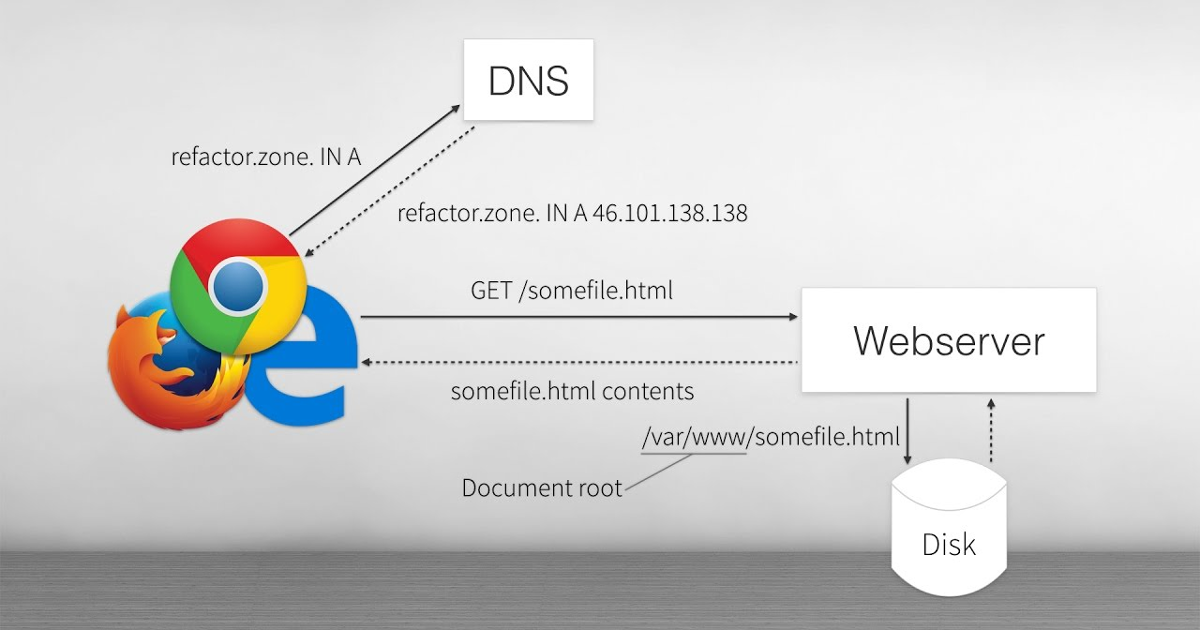 DNS
refactor.zone. IN A
refactor.zone. IN A 46.101.138.138
GET /somefile.html
Webserver
somefile.html contents
/var/www/somefile.html
Document root
Disk